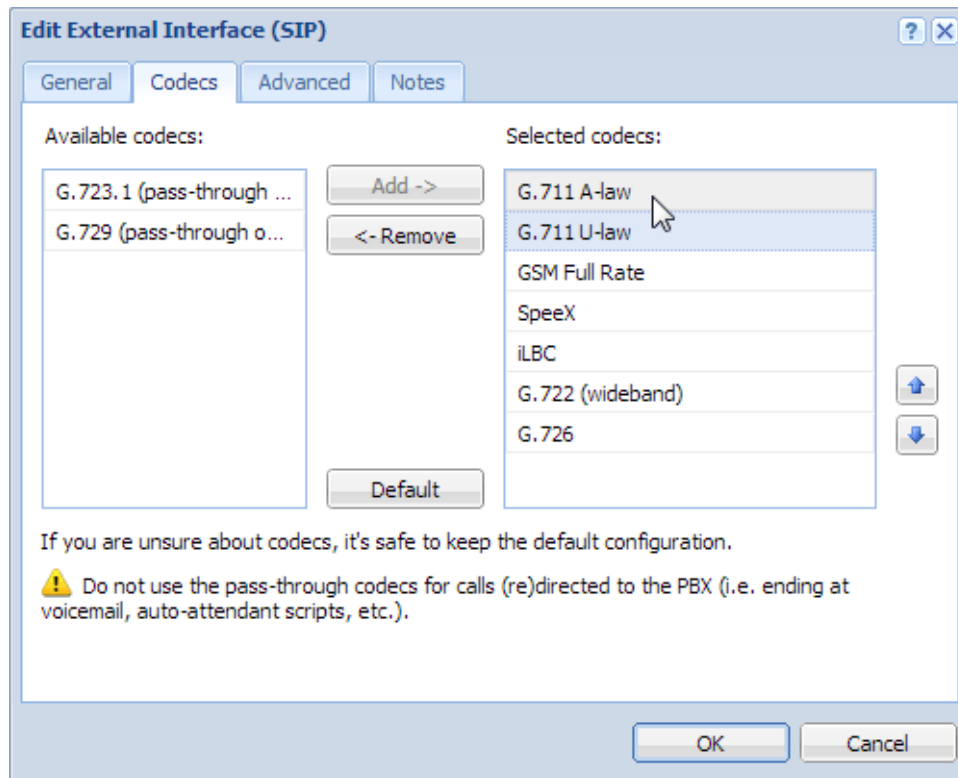 Edit External Interface (SIP)
?
General
Codecs
Advanced
Notes
Available codecs:
G.723.1 (pass-through ...
G.729 (pass-through o...
Add ->
<- Remove
Default
Selected codecs:
G.711 A-law
G.711 U-law
GSM Full Rate
SpeeX
iLBC
G.722 (wideband)
G.726
If you are unsure about codecs, it's safe to keep the default configuration.
Do not use the pass-through codecs for calls (re)directed to the PBX (i.e. ending at
voicemail, auto-attendant scripts, etc.).
OK
Cancel